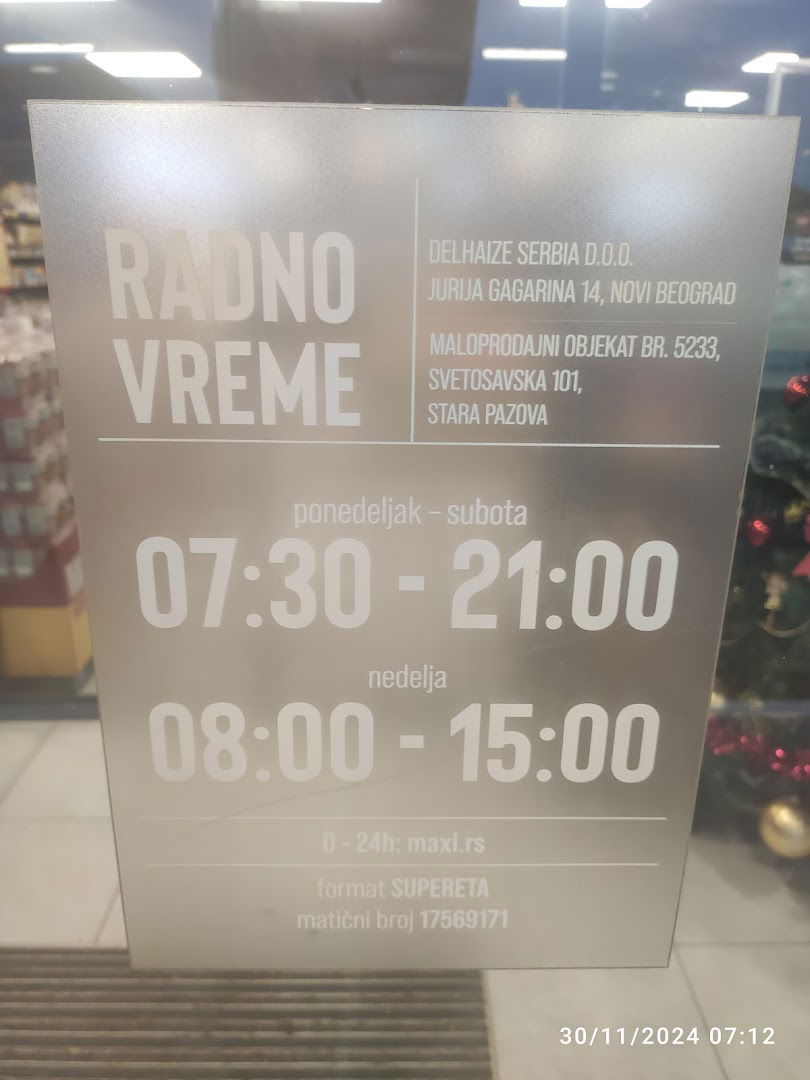 RADNO
VREME
DELHAIZE SERBIA D.O.O.
JURIJA GAGARINA 14, NOVI BEOGRAD
MALOPRODAJNI OBJEKAT BR. 5233,
SVETOSAVSKA 101,
STARA PAZOVA
ponedeljak – subota
07:30 - 21:00
nedelja
08:00 - 15:00
0 - 24h: maxi.rs
format SUPERETA
matični broj 17569171
30/11/2024 07:12